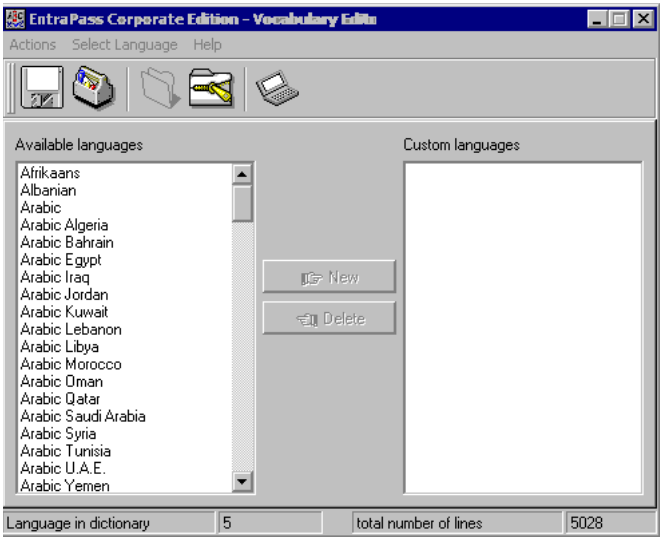 EntraPass Corporate Edition - Vocabulary Edito
Actions Select Language Help
Available languages
Custom languages
Afrikaans
Albanian
Arabic
Arabic Algeria
Arabic Bahrain
Arabic Egypt
Arabic Iraq
Arabic Jordan
Arabic Kuwait
Arabic Lebanon
Arabic Libya
Arabic Morocco
Arabic Oman
Arabic Qatar
Arabic Saudi Arabia
Arabic Syria
Arabic Tunisia
Arabic U.A.E.
Arabic Yemen
New
Delete
Language in dictionary 5 total number of lines 5028